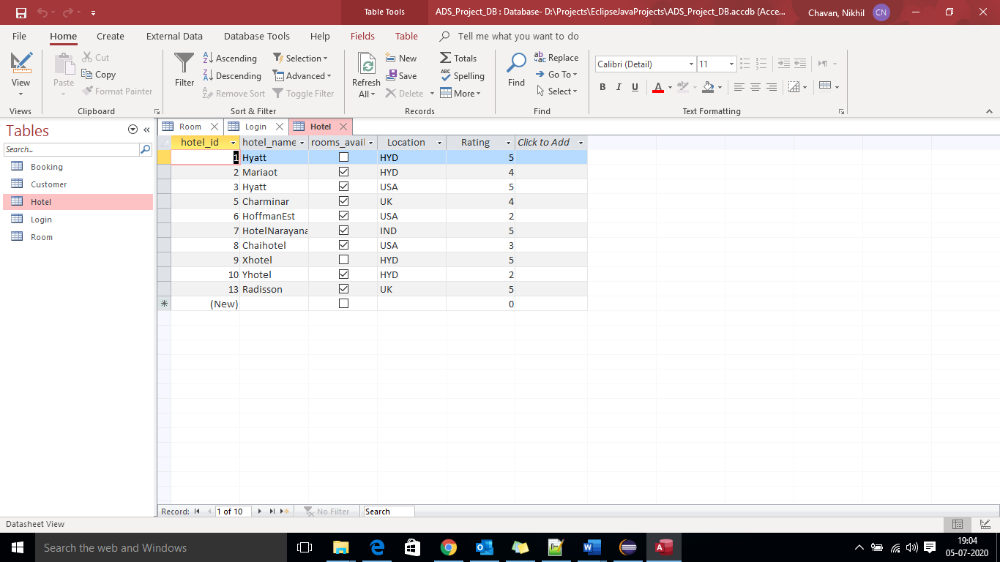 Table Tools ADS_Project_DB : Database- D:\Projects\EclipseJavaProjects\ADS_Project_DB.accdb (Acce... Chavan, Nikhil CN
File Home Create External Data Database Tools Help Fields Table Tell me what you want to do
View
Views
Paste
Cut
Copy
Format Painter
Clipboard
Filter
Ascending
Descending
Remove Sort
Selection
Advanced
Toggle Filter
Sort & Filter
Refresh
All
New
Save
Delete
Totals
Spelling
More
Records
Find
Replace
Go To
Select
Find
Calibri (Detail) 11
B I U A
Text Formatting
Tables
Search...
Booking
Customer
Hotel
Login
Room
Room Login Hotel
hotel_id hotel_name rooms_avail Location Rating Click to Add
1 Hyatt HYD 5
2 Mariaot HYD 4
3 Hyatt USA 5
5 Charminar UK 4
6 HoffmanEst USA 2
7 HotelNarayana IND 5
8 Chaihotel USA 3
9 Xhotel HYD 5
10 Yhotel HYD 2
13 Radisson UK 5
(New) 0
Record: 1 of 10 No Filter Search
Datasheet View
Search the web and Windows
19:04
05-07-2020